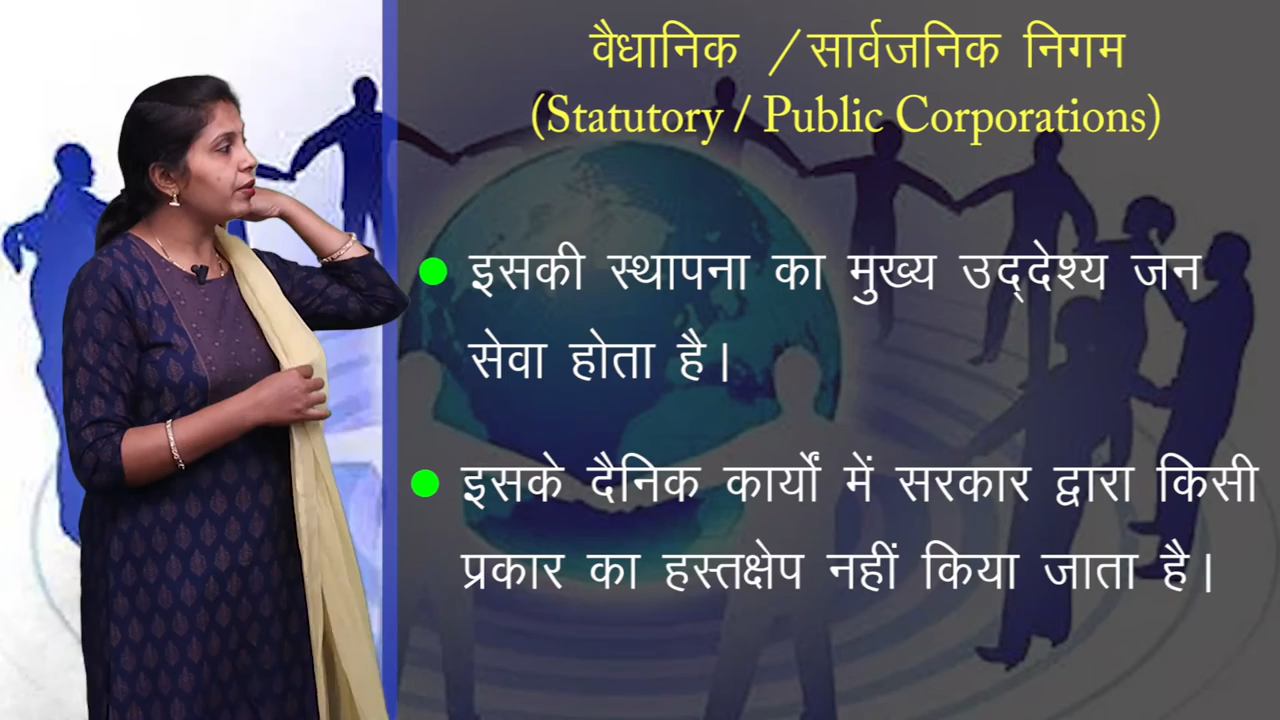 वैधानिक / सार्वजनिक निगम
(Statutory / Public Corporations)
इसकी स्थापना का मुख्य उद्‌देश्य जन
सेवा होता है।
इसके दैनिक कार्यों में सरकार द्वारा किसी
प्रकार का हस्तक्षेप नहीं किया जाता है।